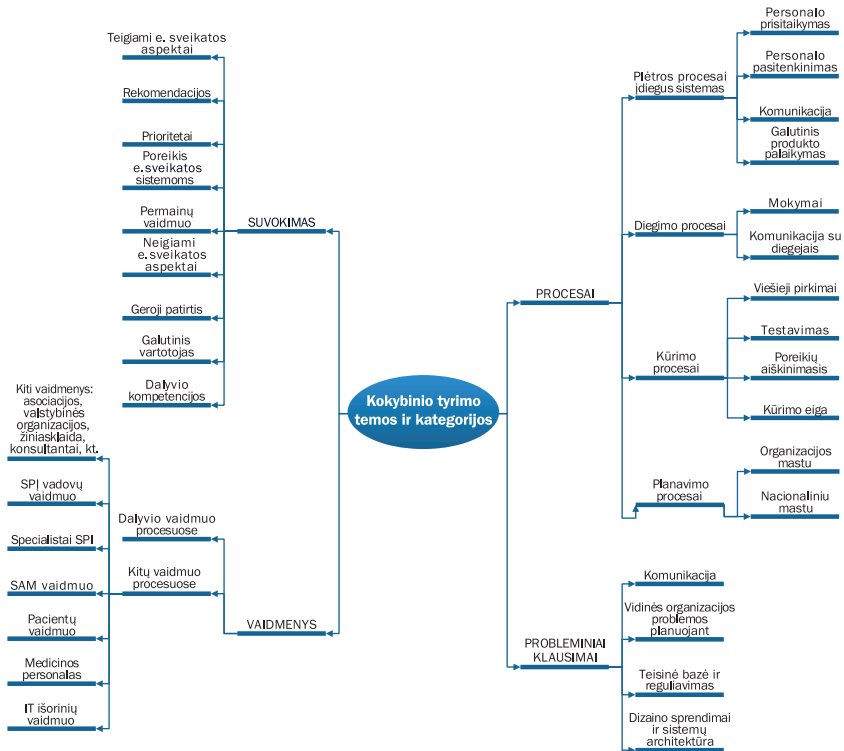 Kokybinio tyrimo
temos ir kategorijos
SUVOKIMAS
Teigiami e. sveikatos
aspektai
Rekomendacijos
Prioritetai
Poreikis
e.sveikatos
sistemoms
Permainų
vaidmuo
Neigiami
e.sveikatos
aspektai
Geroji patirtis
Galutinis
vartotojas
Dalyvio
kompetencijos
VAIDMENYS
Dalyvio vaidmuo
procesuose
Kitų vaidmuo
procesuose
Kiti vaidmenys:
asociacijos,
valstybinės
organizacijos,
žiniasklaida,
konsultantai, kt.
SPĮ vadovų
vaidmuo
Specialistai SPI
SAM vaidmuo
Pacientų
vaidmuo
Medicinos
personalas
IT išorinių
vaidmuo
PROCESAI
Plėtros procesai
įdiegus sistemas
Personalo
prisitaikymas
Personalo
pasitenkinimas
Komunikacija
Galutinis
produkto
palaikymas
Diegimo procesai
Mokymai
Komunikacija su
diegejais
Kūrimo
procesai
Viešieji pirkimai
Testavimas
Poreikių
aiškinimasis
Kūrimo eiga
Planavimo
procesai
Organizacijos
mastu
Nacionaliniu
mastu
PROBLEMINIAI
KLAUSIMAI
Komunikacija
Vidinės organizacijos
problemos
planuojant
Teisinė bazė ir
reguliavimas
Dizaino sprendimai
ir sistemų
architektūra